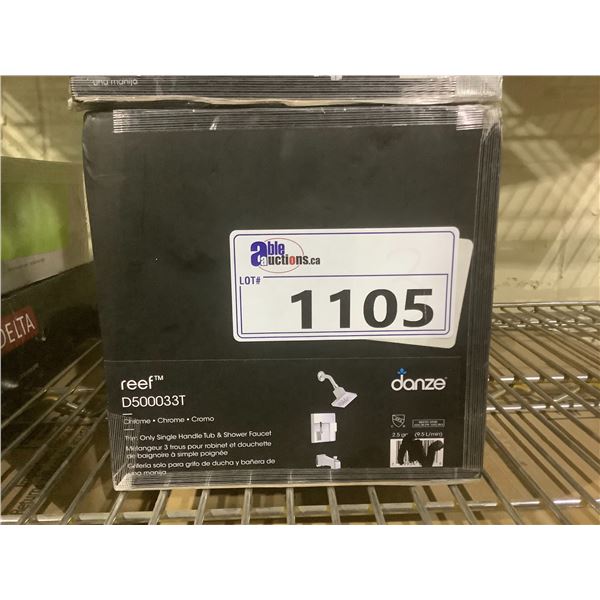 una manija
able
auctions.ca
LOT#
1105
DELTA
reef™
D500033T
Chrome • Chrome • Cromo
Trim Only Single Handle Tub & Shower Faucet
Mélangeur 3 trous pour robinet et douchette
de baignoire à simple poignée
Grifería solo para grifo de ducha y bañera de
una manija
danze®
2.5 (9.5 L/min)